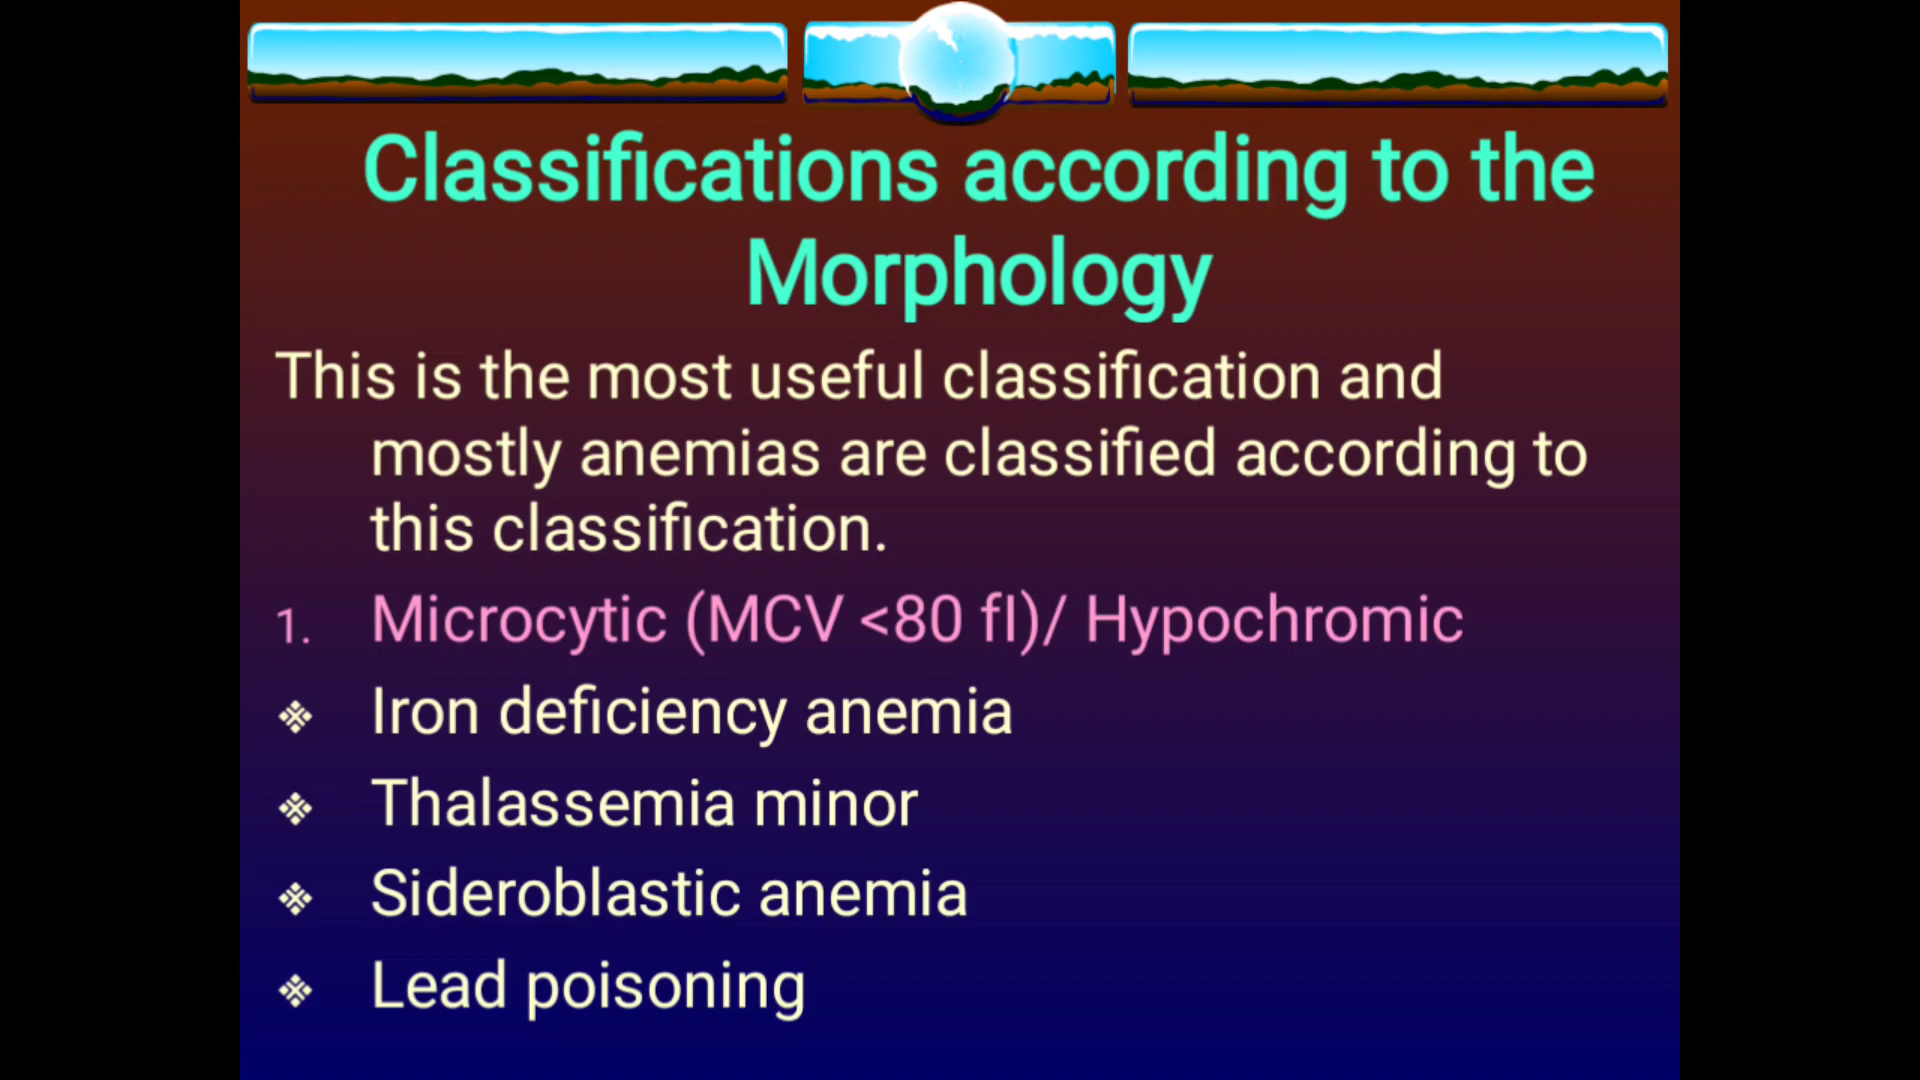 Classifications according to the
Morphology
This is the most useful classification and
mostly anemias are classified according to
this classification.
1. Microcytic (MCV <80 fl)/ Hypochromic
❖ Iron deficiency anemia
❖ Thalassemia minor
❖ Sideroblastic anemia
❖ Lead poisoning